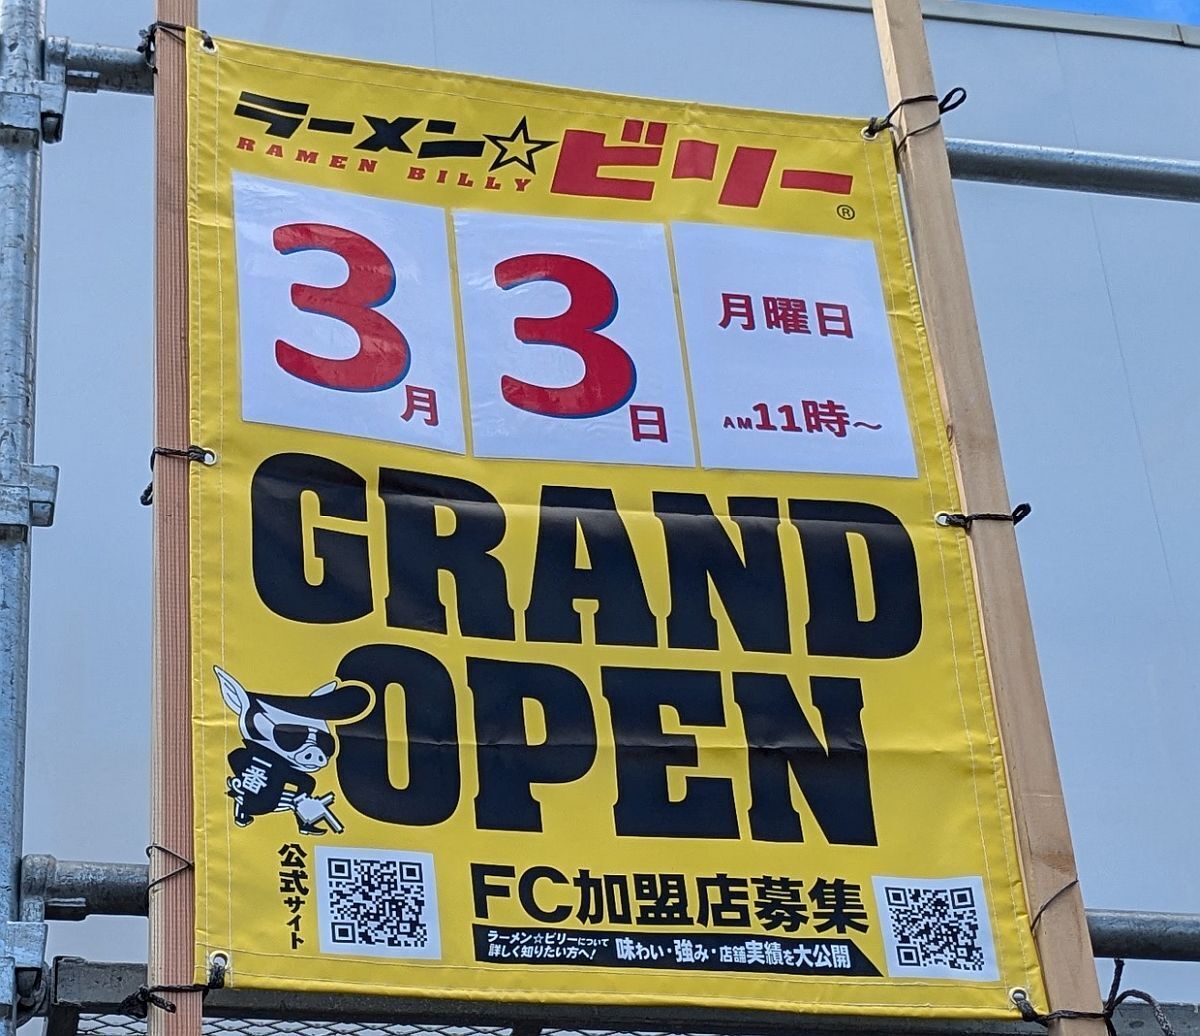 ラーメン☆ビリー®
RAMEN BILLY
3月
3日
月曜日
AM11時～
GRAND
OPEN
一番
公式サイト
FC加盟店募集
ラーメン☆ビリーについて
詳しく知りたい方へ!
味わい・強み・店舗実績を大公開